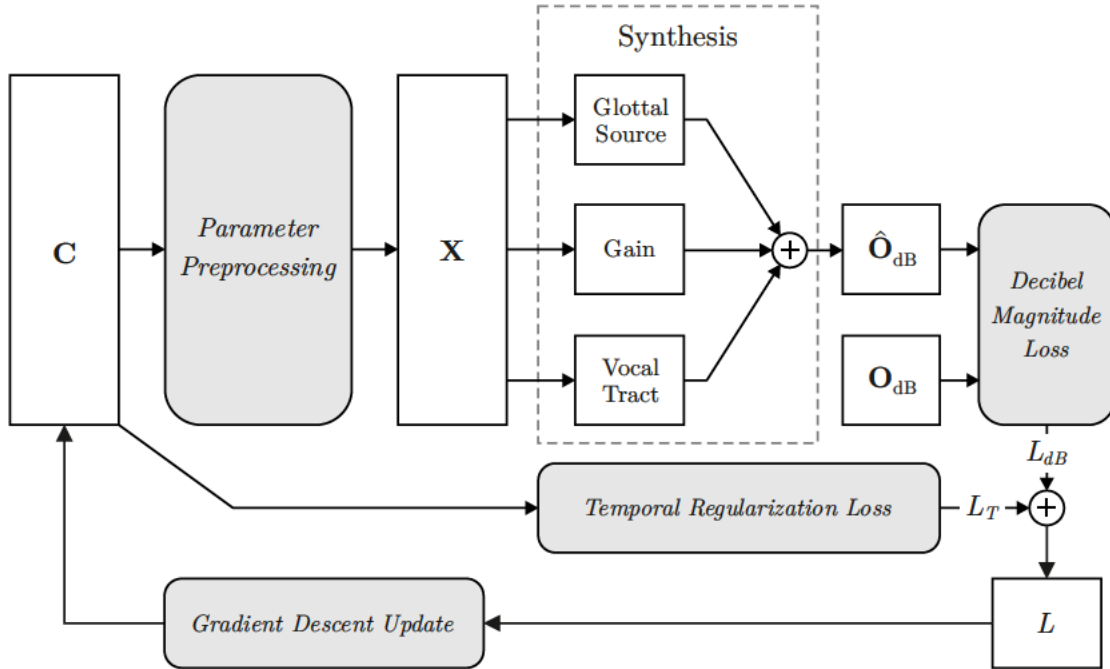 Synthesis
Glottal
Source
C
Parameter
Preprocessing
X
Gain
+
Ô_dB
Decibel
Magnitude
Loss
Vocal
Tract
O_dB
L_dB
Temporal Regularization Loss
L_T
+
Gradient Descent Update
L